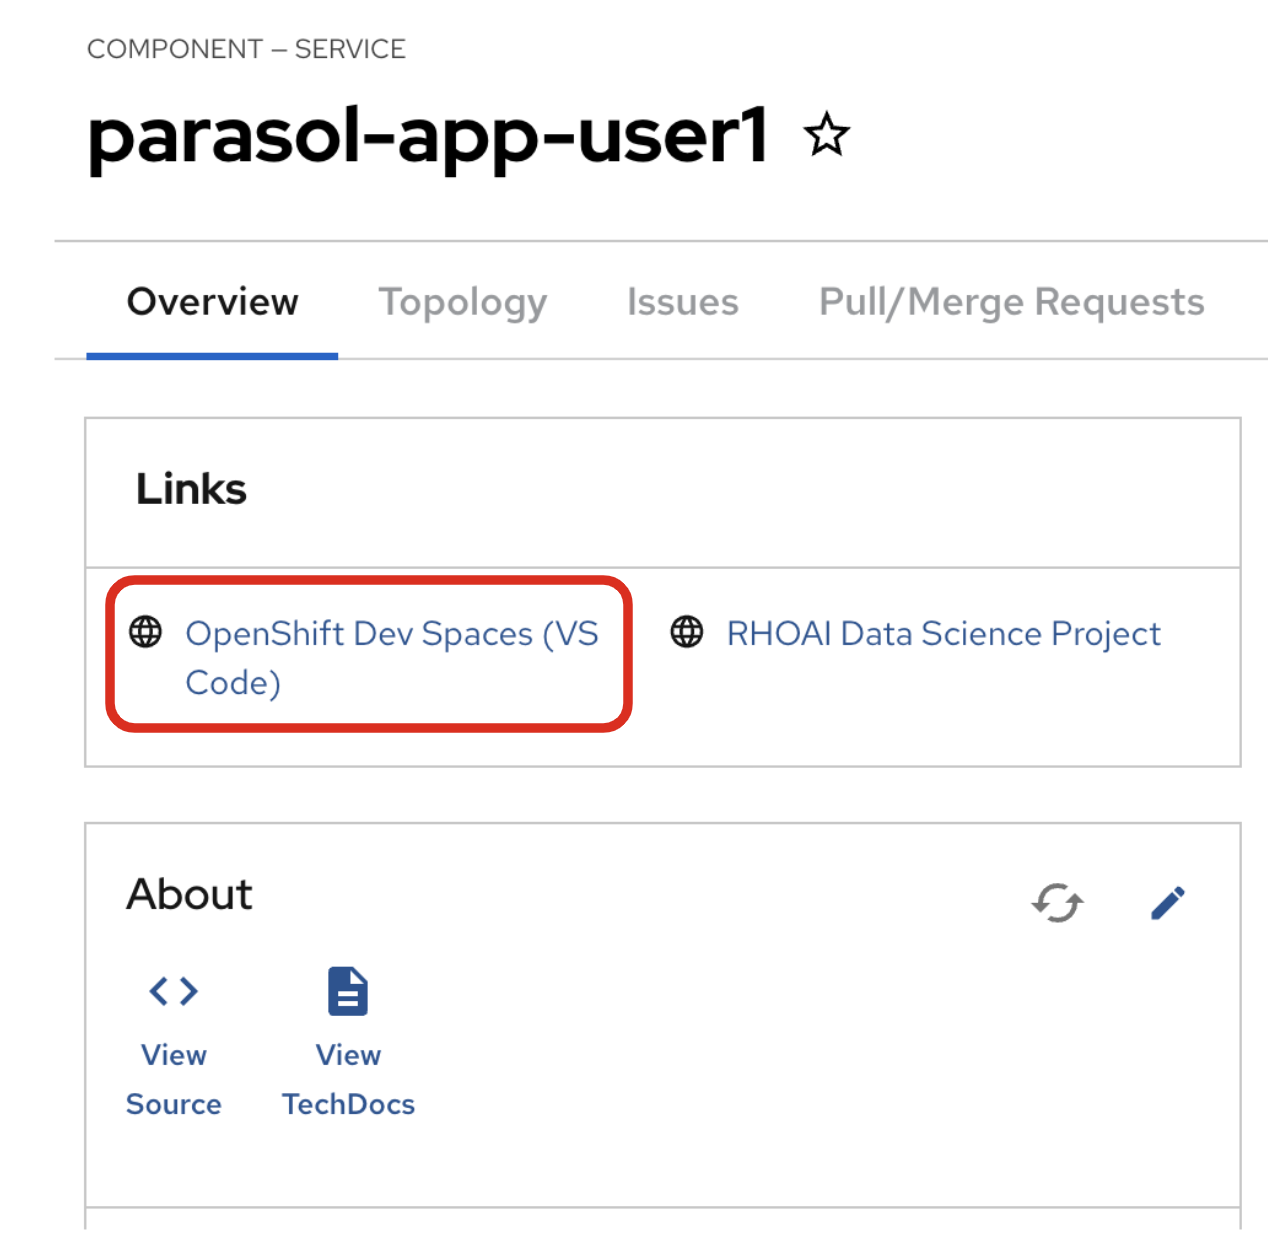 COMPONENT — SERVICE
parasol-app-user1
Overview Topology Issues Pull/Merge Requests
Links
OpenShift Dev Spaces (VS
Code)
RHOAI Data Science Project
About
View
Source
View
TechDocs